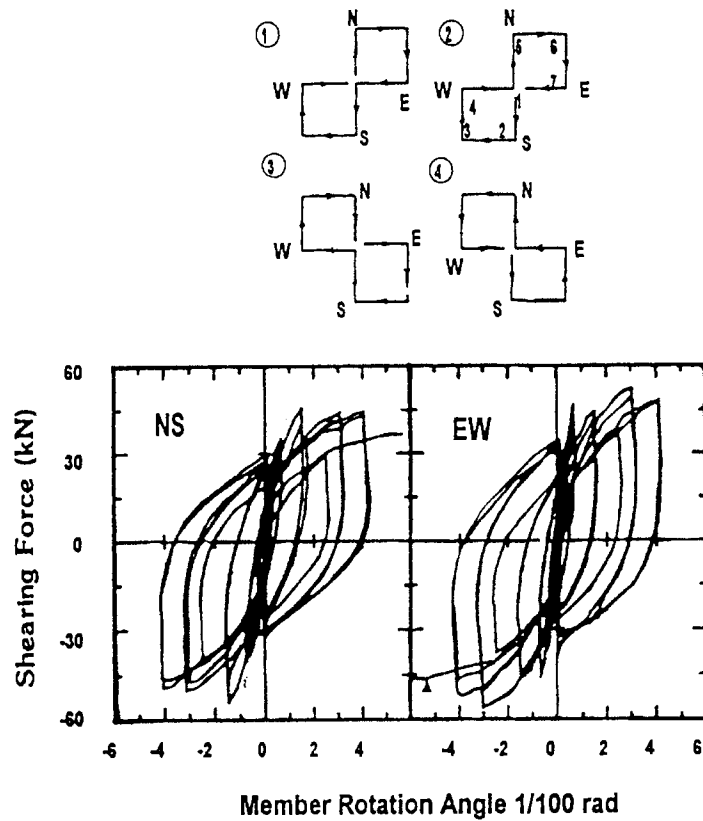 ① N W E S
② N 5 6 W 7 E 4 1 3 2 S
③ N W E S
④ N W E S
60 NS EW
30
0
-30
-60
-6 -4 -2 0 2 4 -4 -2 0 2 4 6
Shearing Force (kN)
Member Rotation Angle 1/100 rad